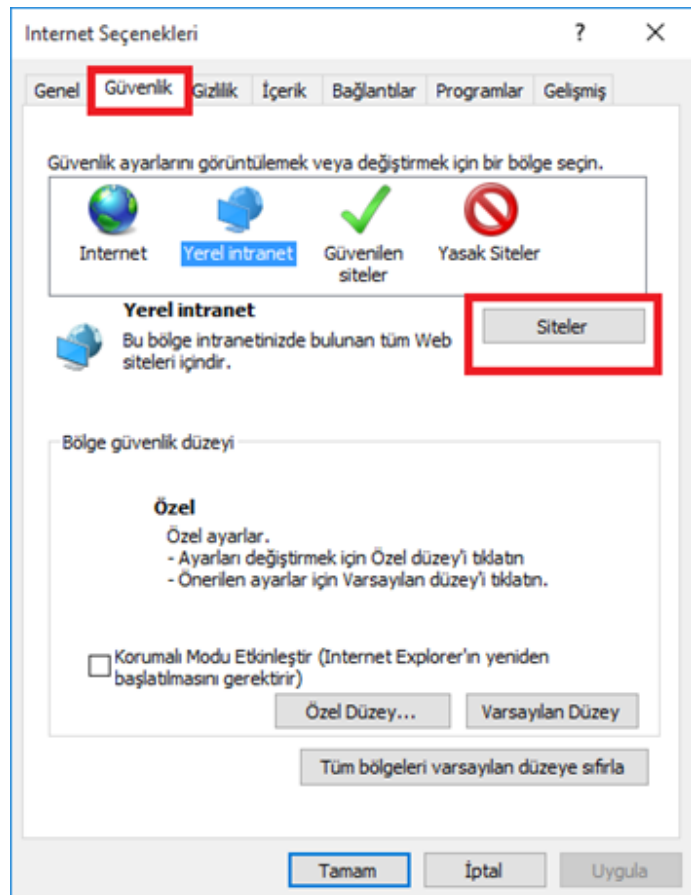 Internet Seçenekleri
?
Genel Güvenlik Gizlilik İçerik Bağlantılar Programlar Gelişmiş
Güvenlik ayarlarını görüntülemek veya değiştirmek için bir bölge seçin.
Internet Yerel intranet Güvenilen siteler Yasak Siteler
Yerel intranet
Siteler
Bu bölge intranetinizde bulunan tüm Web
siteleri içindir.
Bölge güvenlik düzeyi
Özel
Özel ayarlar.
- Ayarları değiştirmek için Özel düzey'i tıklatın
- Önerilen ayarlar için Varsayılan düzey'i tıklatın.
Korumalı Modu Etkinleştir (Internet Explorer'ın yeniden
başlatılmasını gerektirir)
Özel Düzey... Varsayılan Düzey
Tüm bölgeleri varsayılan düzeye sıfırla
Tamam İptal Uygula